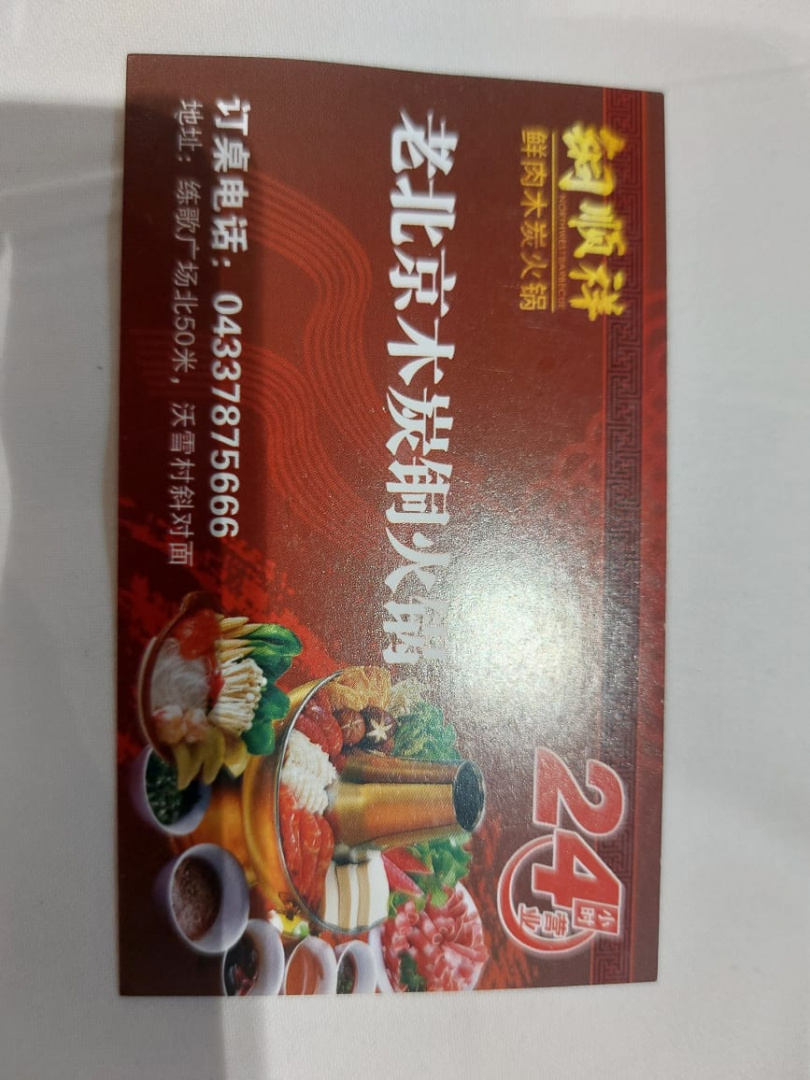 顺祥
NORTHWEST BARBECUE
鲜肉木炭火锅
老北京木炭铜火锅
24
小时
营业
订桌电话：04337875666
地址：练歌广场北50米，沃雪村斜对面